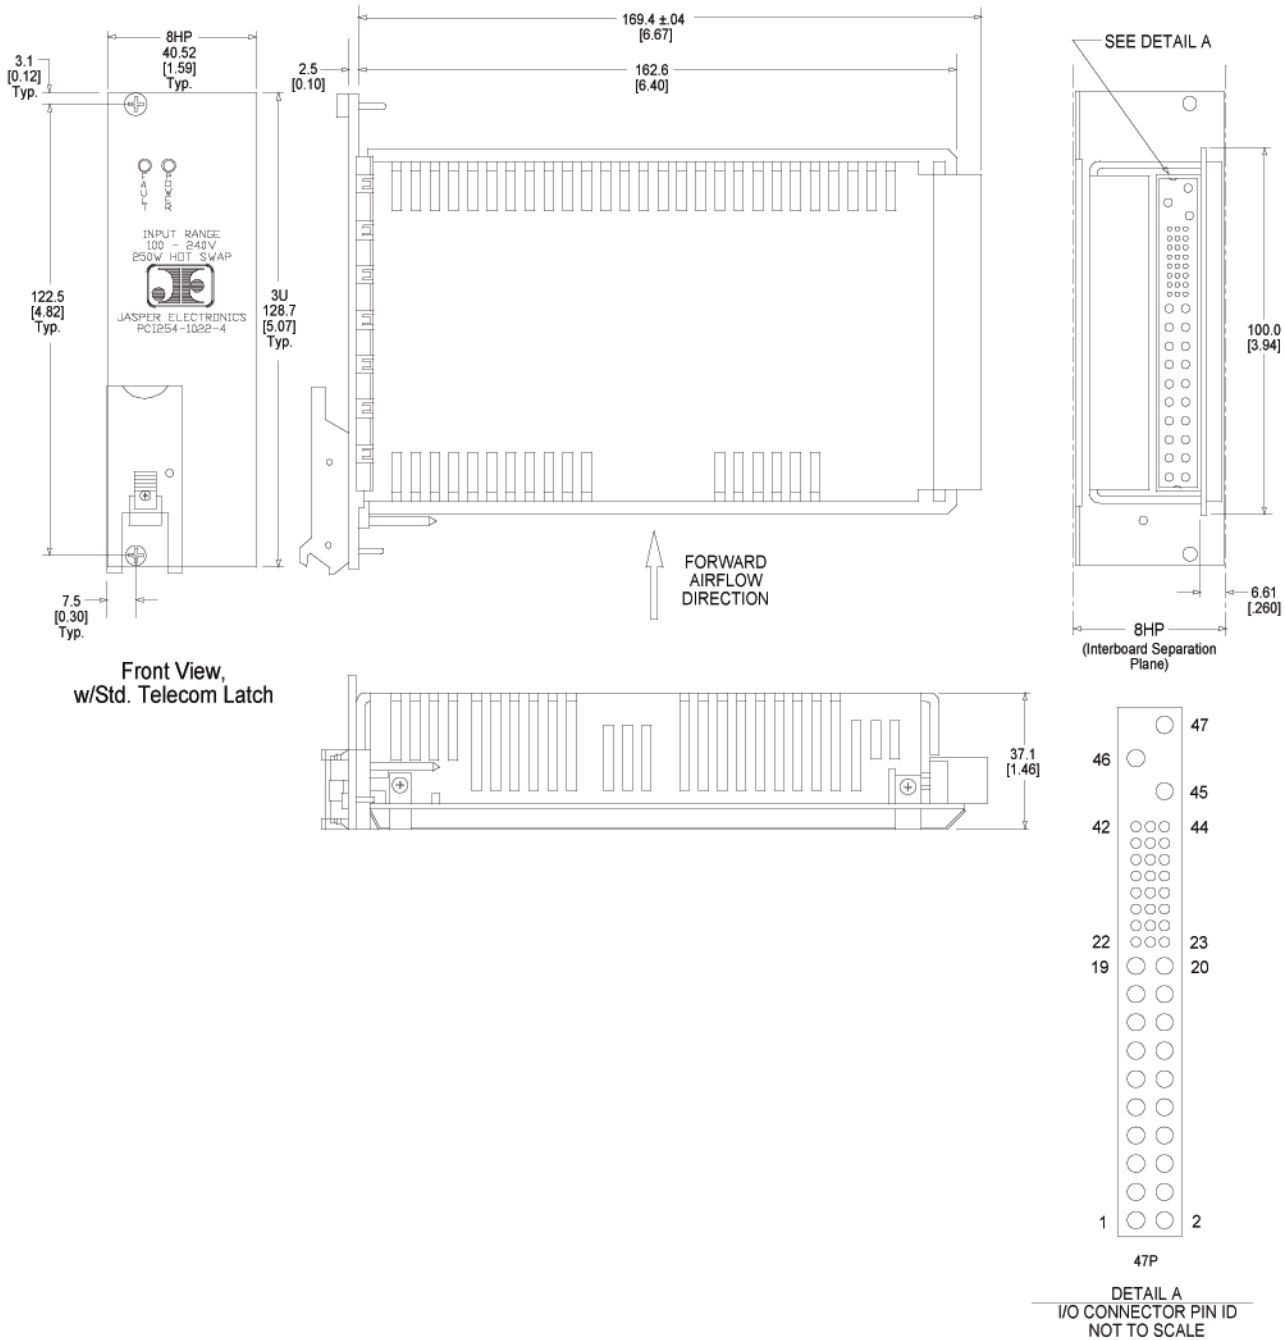 8HP
40.52
[1.59]
Typ.
3.1
[0.12]
Typ.
FAULT
POWER
INPUT RANGE
100 - 240V
250W HOT SWAP
JASPER ELECTRONICS
PCI254-1022-4
122.5
[4.82]
Typ.
3U
128.7
[5.07]
Typ.
7.5
[0.30]
Typ.
Front View,
w/Std. Telecom Latch
169.4 ±.04
[6.67]
2.5
[0.10]
162.6
[6.40]
FORWARD
AIRFLOW
DIRECTION
SEE DETAIL A
100.0
[3.94]
6.61
[.260]
8HP
(Interboard Separation
Plane)
37.1
[1.46]
47
46
45
42 44
22 23
19 20
1 2
47P
DETAIL A
I/O CONNECTOR PIN ID
NOT TO SCALE